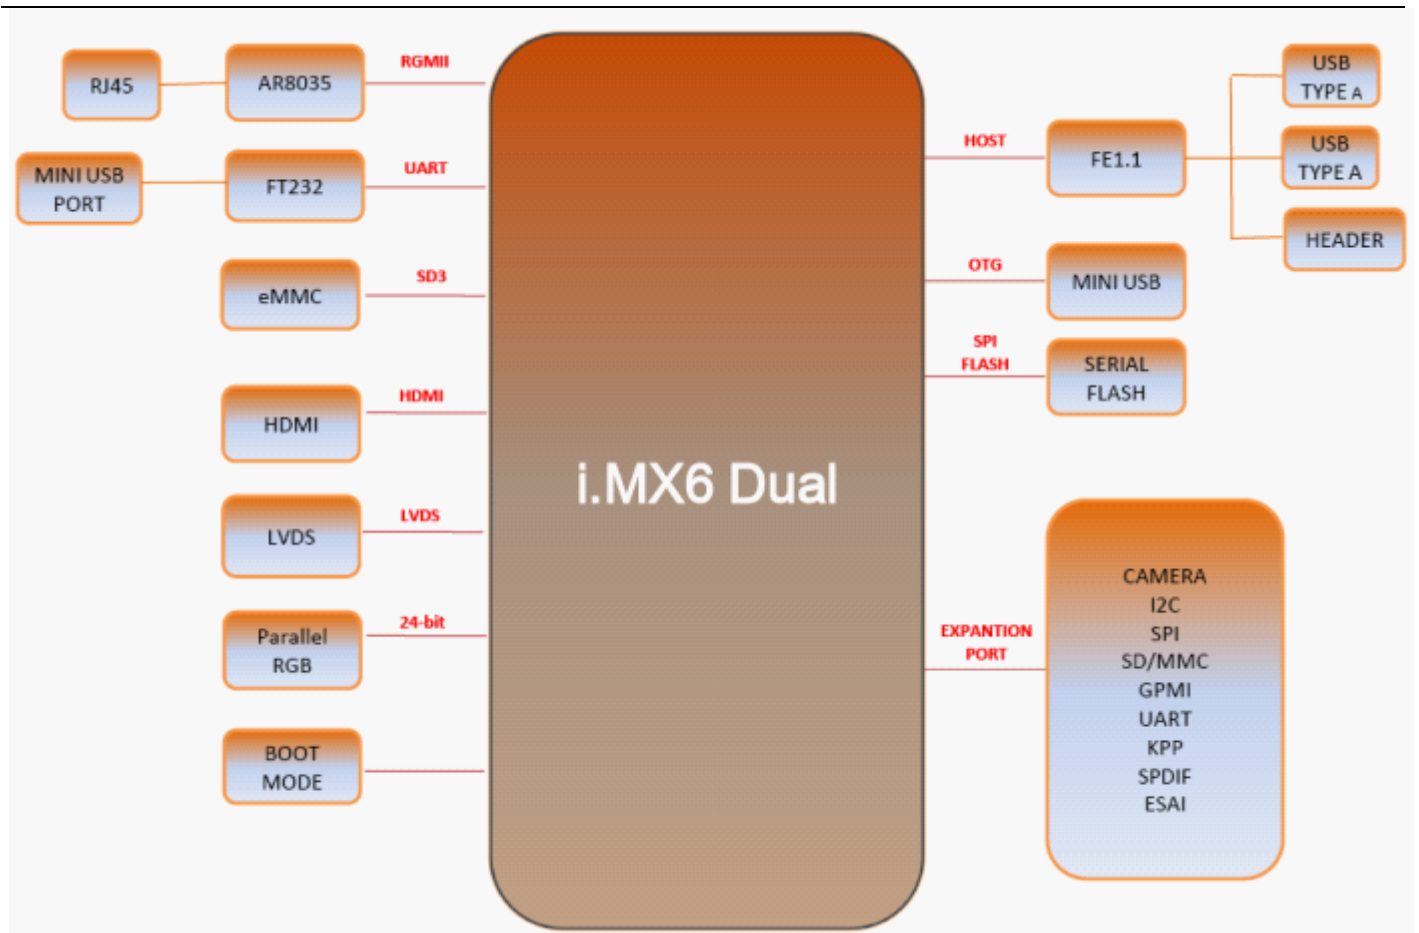 RJ45
AR8035
RGMII
MINI USB
PORT
FT232
UART
eMMC
SD3
HDMI
HDMI
LVDS
LVDS
Parallel
RGB
24-bit
BOOT
MODE
i.MX6 Dual
HOST
FE1.1
USB
TYPE A
USB
TYPE A
HEADER
OTG
MINI USB
SPI
FLASH
SERIAL
FLASH
EXPANTION
PORT
CAMERA
I2C
SPI
SD/MMC
GPMI
UART
KPP
SPDIF
ESAI